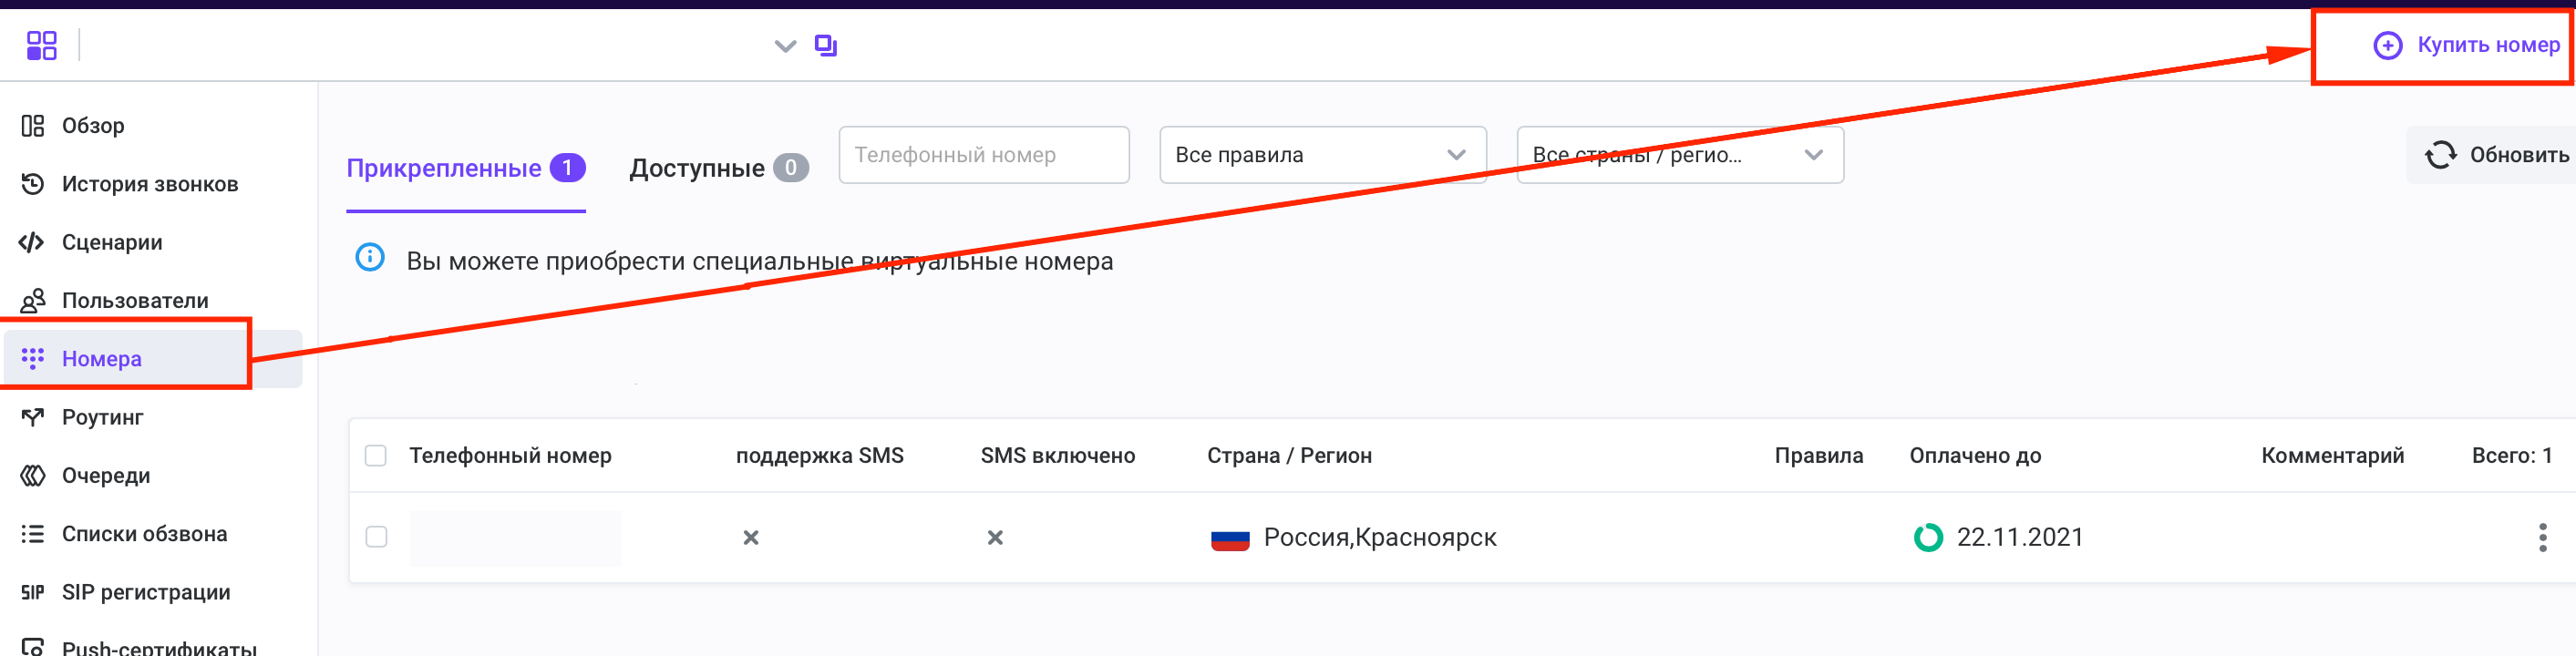 Купить номер
Обзор
История звонков
Сценарии
Пользователи
Номера
Роутинг
Очереди
Списки обзвона
SIP регистрации
Push-сертификаты
Прикрепленные 1
Доступные 0
Телефонный номер
Все правила
Все страны / регио...
Обновить
Вы можете приобрести специальные виртуальные номера
Телефонный номер поддержка SMS SMS включено Страна / Регион Правила Оплачено до Комментарий Всего: 1
Россия,Красноярск 22.11.2021